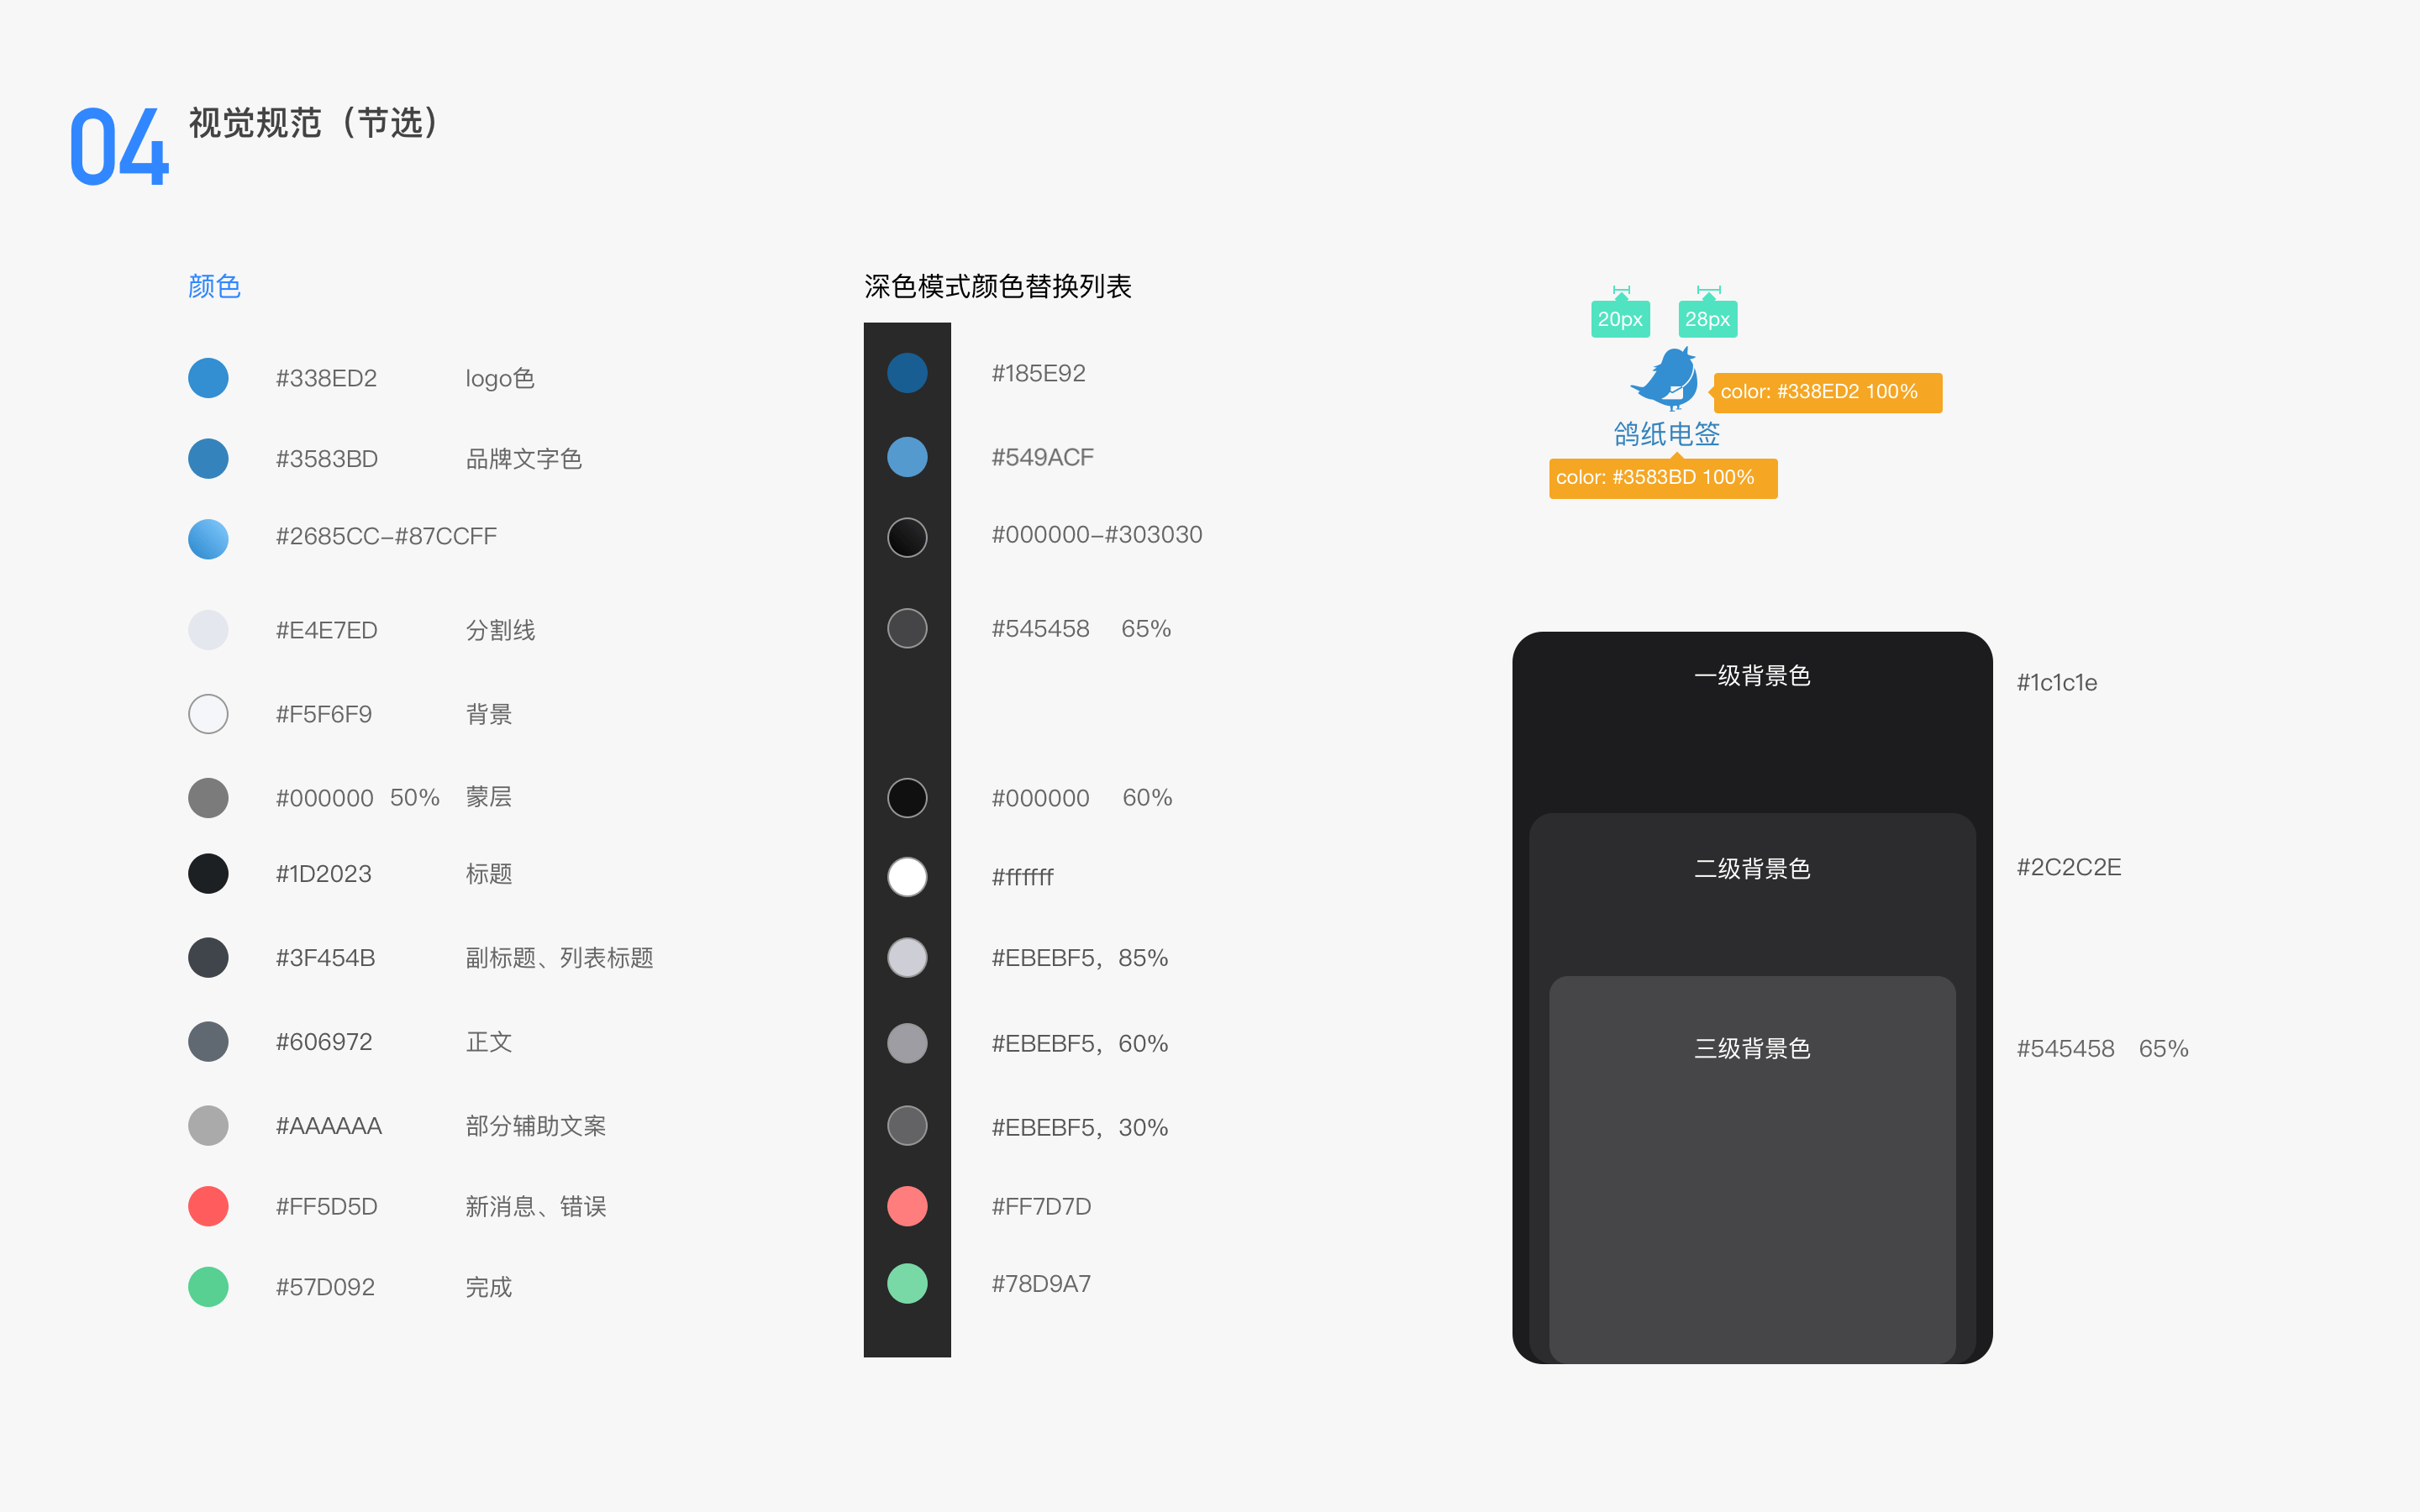 04 视觉规范（节选）
颜色
#338ED2 logo色
#3583BD 品牌文字色
#2685CC-#87CCFF
#E4E7ED 分割线
#F5F6F9 背景
#000000 50% 蒙层
#1D2023 标题
#3F454B 副标题、列表标题
#606972 正文
#AAAAAA 部分辅助文案
#FF5D5D 新消息、错误
#57D092 完成
深色模式颜色替换列表
#185E92
#549ACF
#000000-#303030
#545458 65%
#000000 60%
#ffffff
#EBEBF5，85%
#EBEBF5，60%
#EBEBF5，30%
#FF7D7D
#78D9A7
20px 28px
color: #338ED2 100%
鸽纸电签
color: #3583BD 100%
一级背景色 #1c1c1e
二级背景色 #2C2C2E
三级背景色 #545458 65%